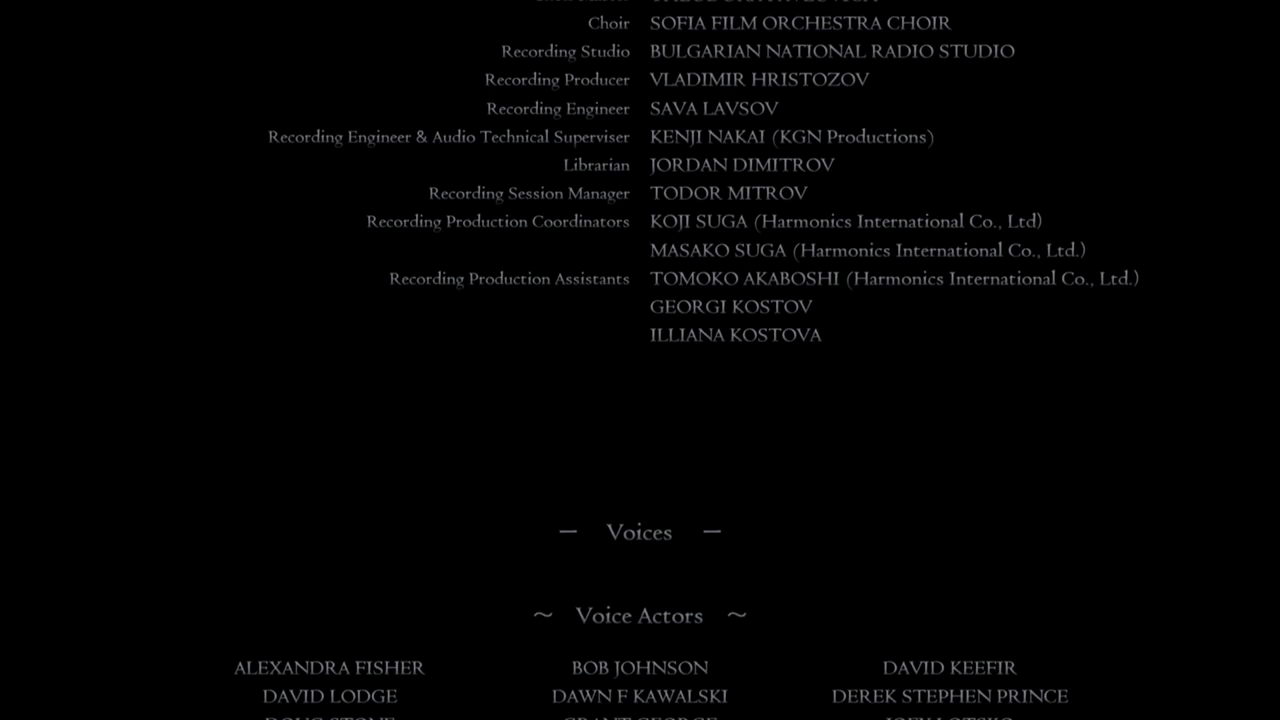 Choir SOFIA FILM ORCHESTRA CHOIR
Recording Studio BULGARIAN NATIONAL RADIO STUDIO
Recording Producer VLADIMIR HRISTOZOV
Recording Engineer SAVA LAVSOV
Recording Engineer & Audio Technical Superviser KENJI NAKAI (KGN Productions)
Librarian JORDAN DIMITROV
Recording Session Manager TODOR MITROV
Recording Production Coordinators KOJI SUGA (Harmonics International Co., Ltd)
MASAKO SUGA (Harmonics International Co., Ltd.)
Recording Production Assistants TOMOKO AKABOSHI (Harmonics International Co., Ltd.)
GEORGI KOSTOV
ILLIANA KOSTOVA
— Voices —
~ Voice Actors ~
ALEXANDRA FISHER BOB JOHNSON DAVID KEEFIR
DAVID LODGE DAWN F KAWALSKI DEREK STEPHEN PRINCE